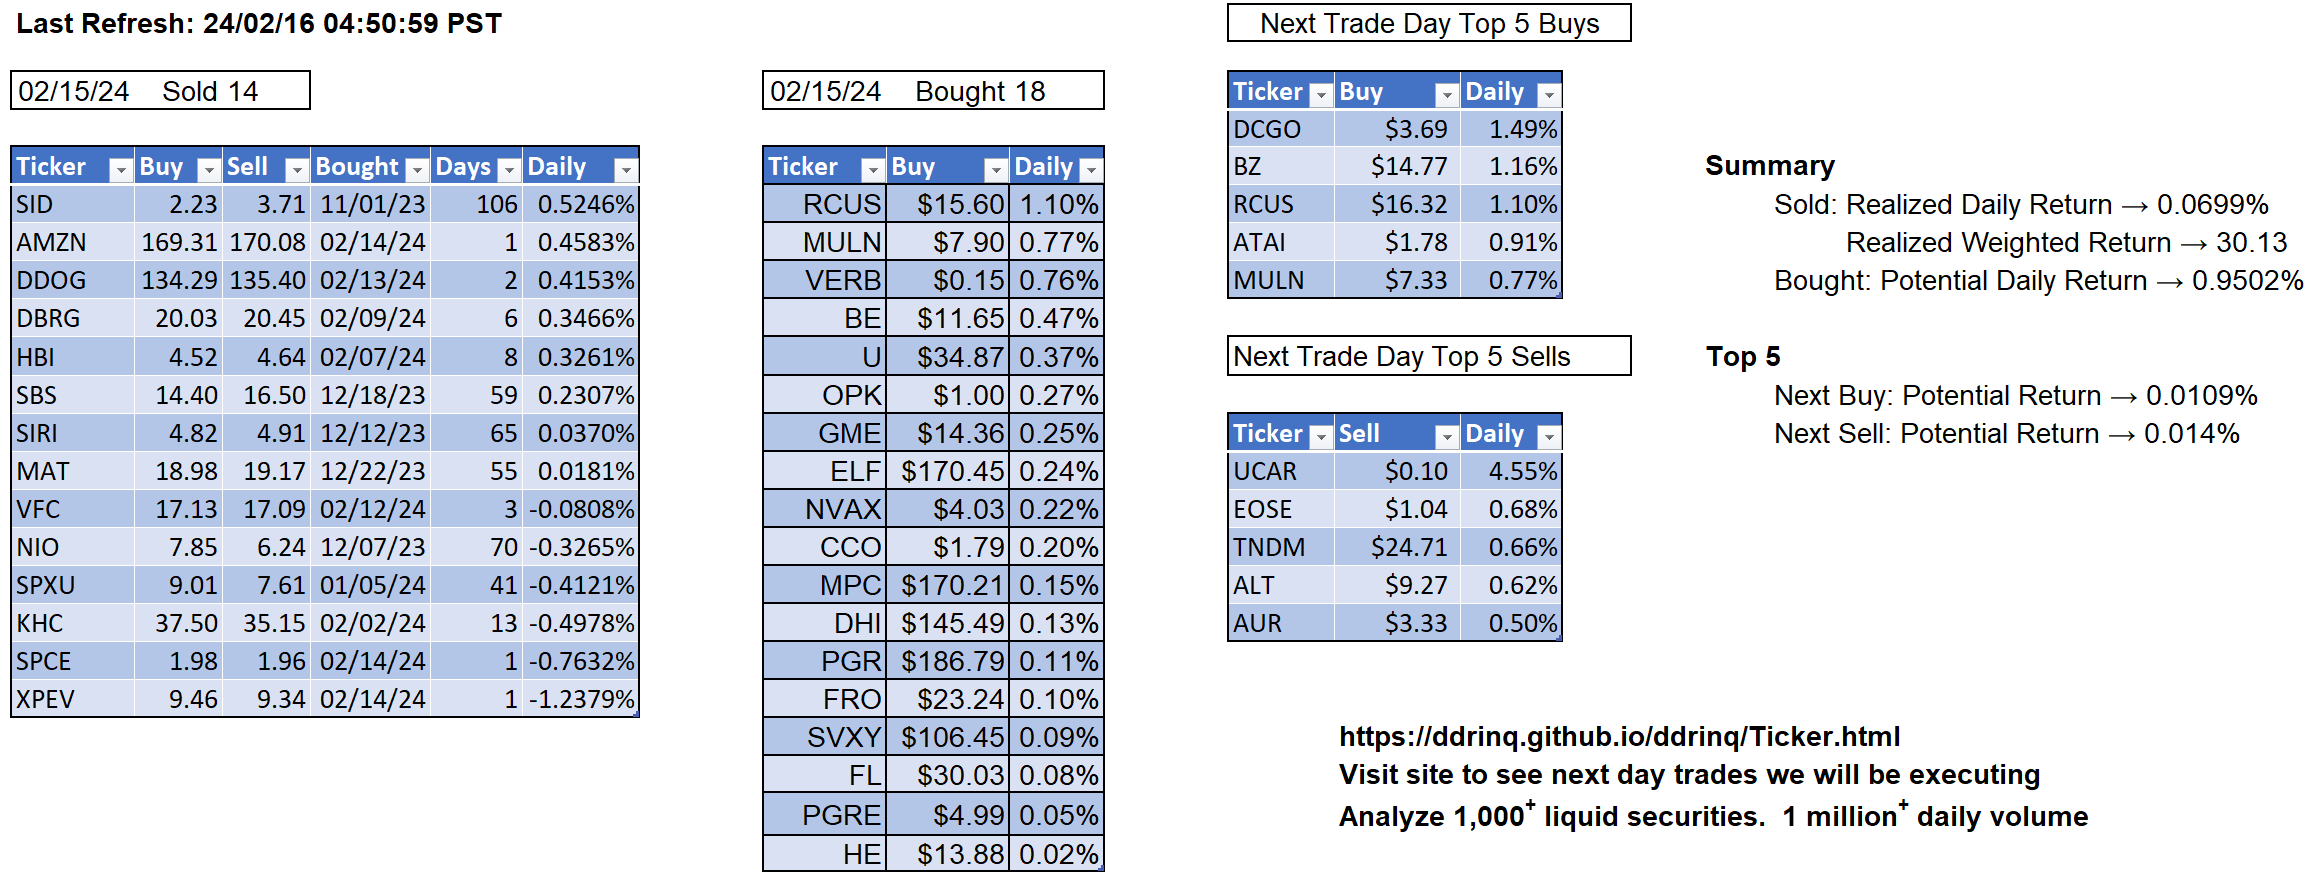 Last Refresh: 24/02/16 04:50:59 PST
02/15/24 Sold 14
Ticker Buy Sell Bought Days Daily
SID 2.23 3.71 11/01/23 106 0.5246%
AMZN 169.31 170.08 02/14/24 1 0.4583%
DDOG 134.29 135.40 02/13/24 2 0.4153%
DBRG 20.03 20.45 02/09/24 6 0.3466%
HBI 4.52 4.64 02/07/24 8 0.3261%
SBS 14.40 16.50 12/18/23 59 0.2307%
SIRI 4.82 4.91 12/12/23 65 0.0370%
MAT 18.98 19.17 12/22/23 55 0.0181%
VFC 17.13 17.09 02/12/24 3 -0.0808%
NIO 7.85 6.24 12/07/23 70 -0.3265%
SPXU 9.01 7.61 01/05/24 41 -0.4121%
KHC 37.50 35.15 02/02/24 13 -0.4978%
SPCE 1.98 1.96 02/14/24 1 -0.7632%
XPEV 9.46 9.34 02/14/24 1 -1.2379%
02/15/24 Bought 18
Ticker Buy Daily
RCUS $15.60 1.10%
MULN $7.90 0.77%
VERB $0.15 0.76%
BE $11.65 0.47%
U $34.87 0.37%
OPK $1.00 0.27%
GME $14.36 0.25%
ELF $170.45 0.24%
NVAX $4.03 0.22%
CCO $1.79 0.20%
MPC $170.21 0.15%
DHI $145.49 0.13%
PGR $186.79 0.11%
FRO $23.24 0.10%
SVXY $106.45 0.09%
FL $30.03 0.08%
PGRE $4.99 0.05%
HE $13.88 0.02%
Next Trade Day Top 5 Buys
Ticker Buy Daily
DCGO $3.69 1.49%
BZ $14.77 1.16%
RCUS $16.32 1.10%
ATAI $1.78 0.91%
MULN $7.33 0.77%
Next Trade Day Top 5 Sells
Ticker Sell Daily
UCAR $0.10 4.55%
EOSE $1.04 0.68%
TNDM $24.71 0.66%
ALT $9.27 0.62%
AUR $3.33 0.50%
Summary
Sold: Realized Daily Return → 0.0699%
Realized Weighted Return → 30.13
Bought: Potential Daily Return → 0.9502%
Top 5
Next Buy: Potential Return → 0.0109%
Next Sell: Potential Return → 0.014%
https://ddrinq.github.io/ddrinq/Ticker.html
Visit site to see next day trades we will be executing
Analyze 1,000+ liquid securities. 1 million+ daily volume